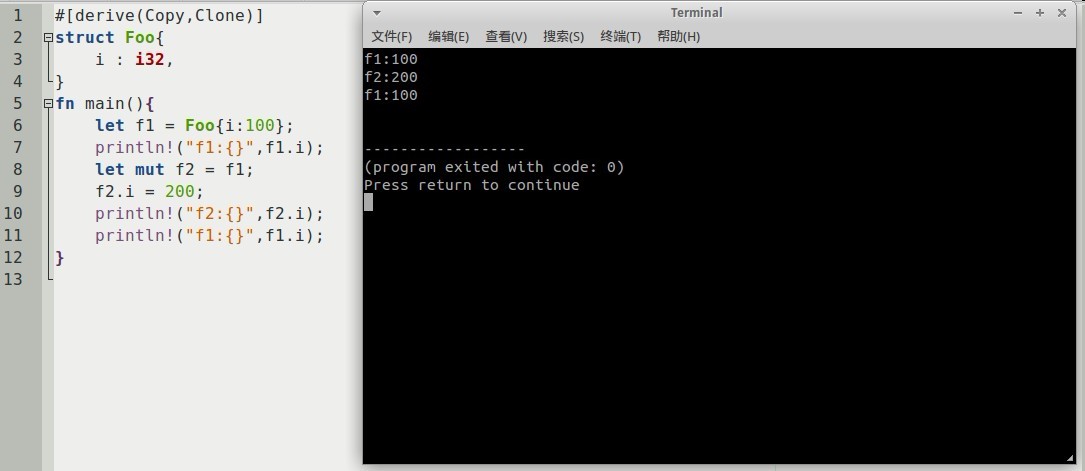 1 #[derive(Copy,Clone)]
2 struct Foo{
3     i : i32,
4 }
5 fn main(){
6     let f1 = Foo{i:100};
7     println!("f1:{}",f1.i);
8     let mut f2 = f1;
9     f2.i = 200;
10     println!("f2:{}",f2.i);
11     println!("f1:{}",f1.i);
12 }
13
Terminal
文件(F) 编辑(E) 查看(V) 搜索(S) 终端(T) 帮助(H)
f1:100
f2:200
f1:100
------------------
(program exited with code: 0)
Press return to continue